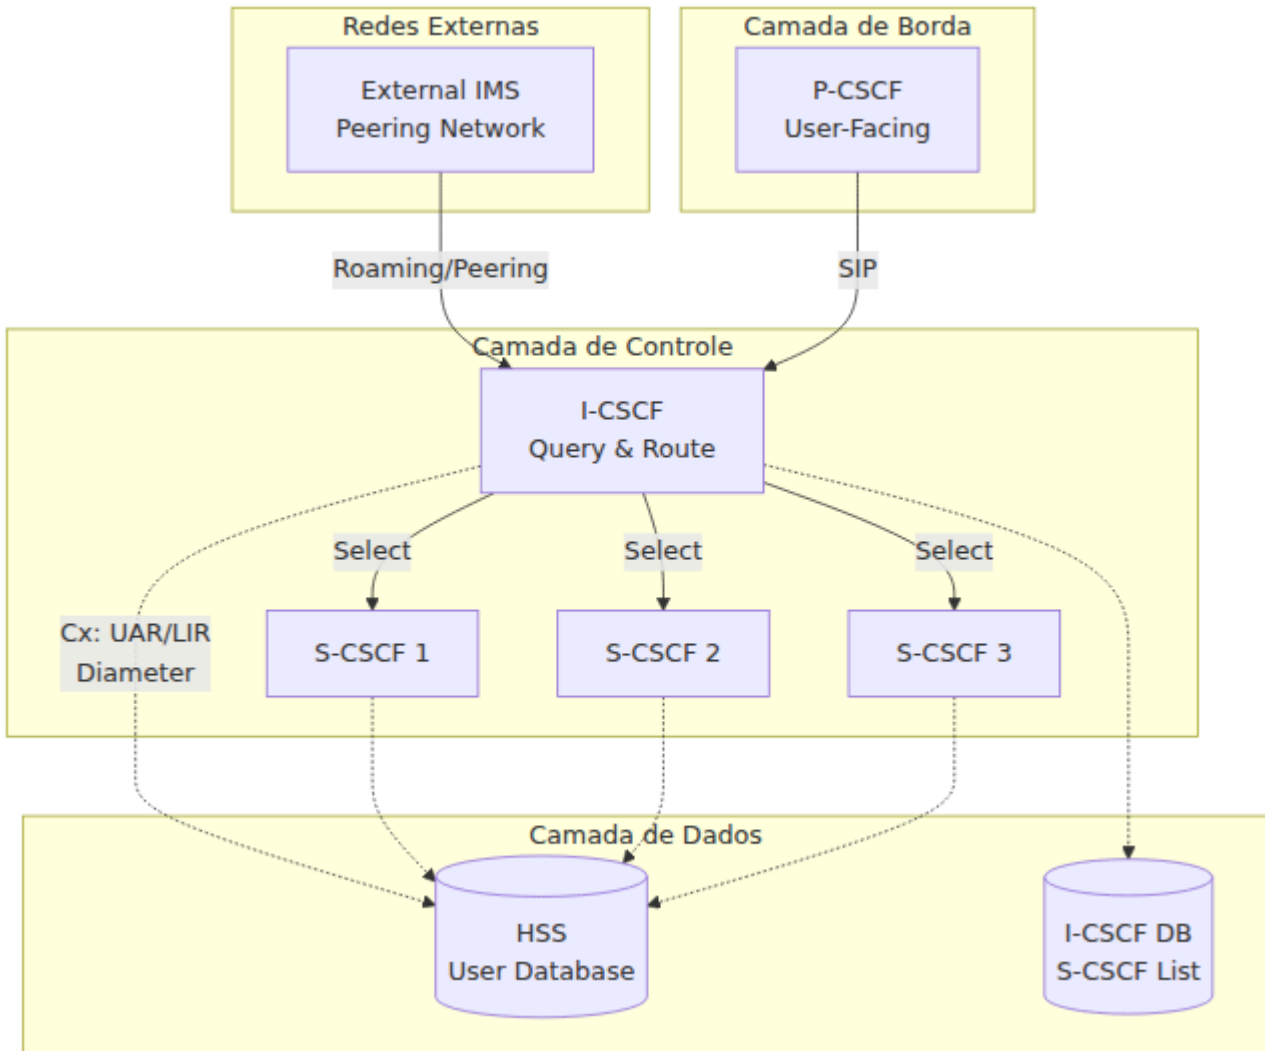 Redes Externas
External IMS
Peering Network
Camada de Borda
P-CSCF
User-Facing
Roaming/Peering
SIP
Camada de Controle
I-CSCF
Query & Route
Select
Select
Select
Cx: UAR/LIR
Diameter
S-CSCF 1
S-CSCF 2
S-CSCF 3
Camada de Dados
HSS
User Database
I-CSCF DB
S-CSCF List